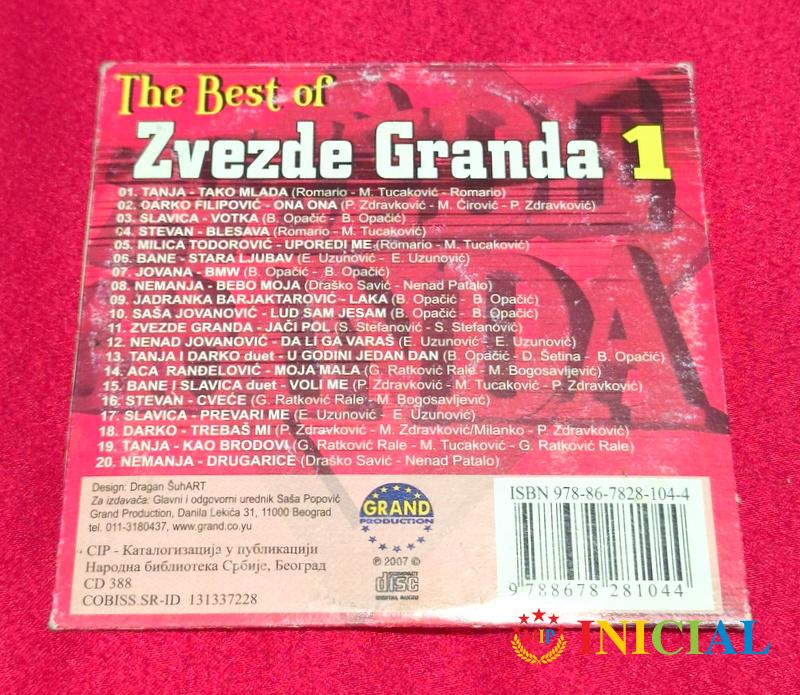 The Best of
Zvezde Granda 1
01. TANJA - TAKO MLADA (Romario - M. Tucaković - Romario)
02. DARKO FILIPOVIĆ - ONA ONA (P. Zdravković - M. Ćirović - P. Zdravković)
03. SLAVICA - VOTKA (B. Opačić - B. Opačić)
04. STEVAN - BLESAVA (Romario - M. Tucaković)
05. MILICA TODOROVIĆ - UPOREDI ME (Romario - M. Tucaković)
06. BANE - STARA LJUBAV (E. Uzunović - E. Uzunović)
07. JOVANA - BMW (B. Opačić - B. Opačić)
08. NEMANJA - BEBO MOJA (Draško Savić - Nenad Patalo)
09. JADRANKA BARJAKTAROVIĆ - LAKA (B. Opačić - B. Opačić)
10. SAŠA JOVANOVIĆ - LUD SAM JESAM (B. Opačić - B. Opačić)
11. ZVEZDE GRANDA - JAČI POL (S. Stefanović - S. Stefanović)
12. NENAD JOVANOVIĆ - DA LI GA VARAŠ (E. Uzunović - E. Uzunović)
13. TANJA I DARKO duet - U GODINI JEDAN DAN (B. Opačić - D. Šetina - B. Opačić)
14. ACA RANĐELOVIĆ - MOJA MALA (G. Ratković Rale - M. Bogosavljević)
15. BANE I SLAVICA duet - VOLI ME (P. Zdravković - M. Tucaković - P. Zdravković)
16. STEVAN - CVEĆE (G. Ratković Rale - M. Bogosavljević)
17. SLAVICA - PREVARI ME (E. Uzunović - E. Uzunović)
18. DARKO - TREBAŠ MI (P. Zdravković - M. Zdravković/Milanko - P. Zdravković)
19. TANJA - KAO BRODOVI (G. Ratković Rale - M. Tucaković - G. Ratković Rale)
20. NEMANJA - DRUGARICE (Draško Savić - Nenad Patalo)
Design: Dragan ŠuhART
Za izdavača: Glavni i odgovorni urednik Saša Popović
Grand Production, Danila Lekića 31, 11000 Beograd
tel. 011-3180437, www.grand.co.yu
CIP - Каталогизација у публикацији
Народна библиотека Србије, Београд
CD 388
COBISS.SR-ID 131337228
GRAND
PRODUCTION
℗ 2007 ©
COMPACT
disc
DIGITAL AUDIO
ISBN 978-86-7828-104-4
9 788678 281044
IP INICIAL